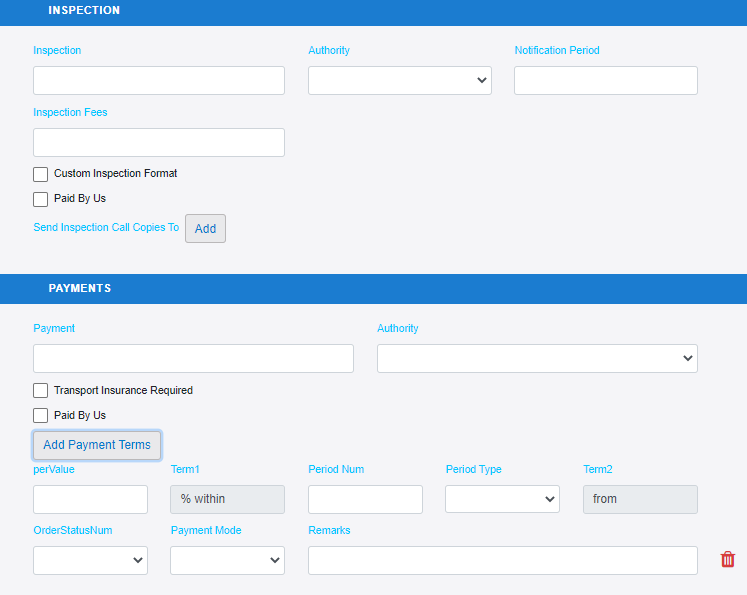 INSPECTION
Inspection Authority Notification Period
Inspection Fees
Custom Inspection Format
Paid By Us
Send Inspection Call Copies To Add
PAYMENTS
Payment Authority
Transport Insurance Required
Paid By Us
Add Payment Terms
perValue Term1 Period Num Period Type Term2
% within from
OrderStatusNum Payment Mode Remarks